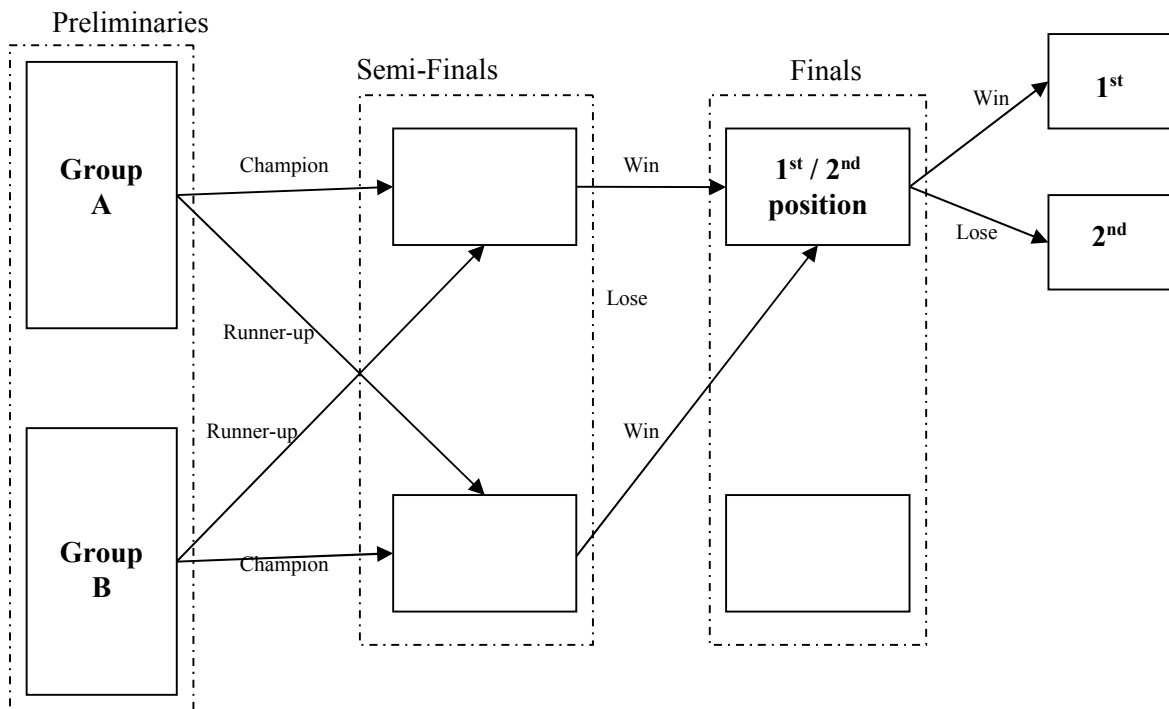 Preliminaries
Semi-Finals
Finals
Group
A
Champion
Win
1st / 2nd
position
Win
1st
Lose
2nd
Lose
Runner-up
Runner-up
Win
Group
B
Champion